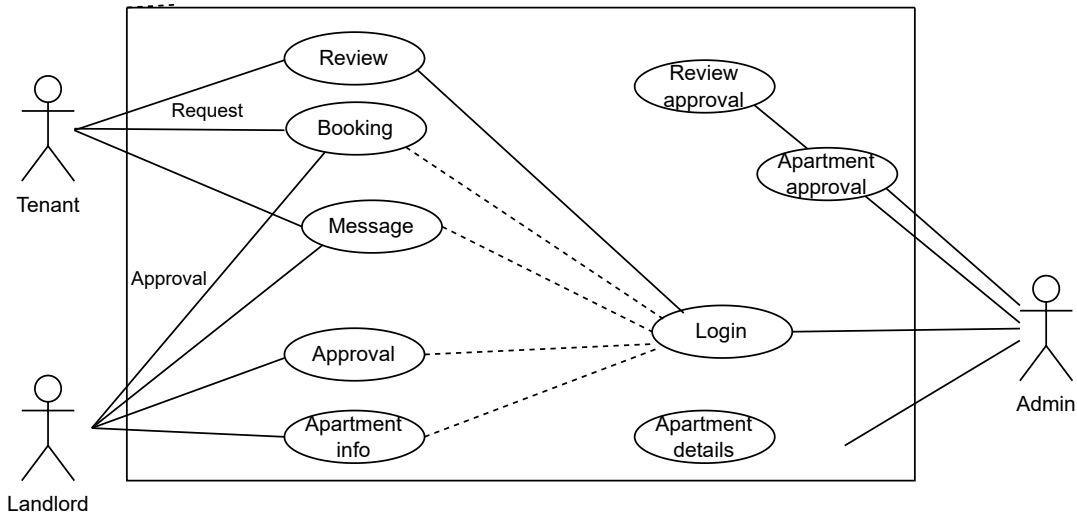 Review
Request
Booking
Tenant
Message
Approval
Approval
Apartment
info
Landlord
Review
approval
Apartment
approval
Login
Apartment
details
Admin